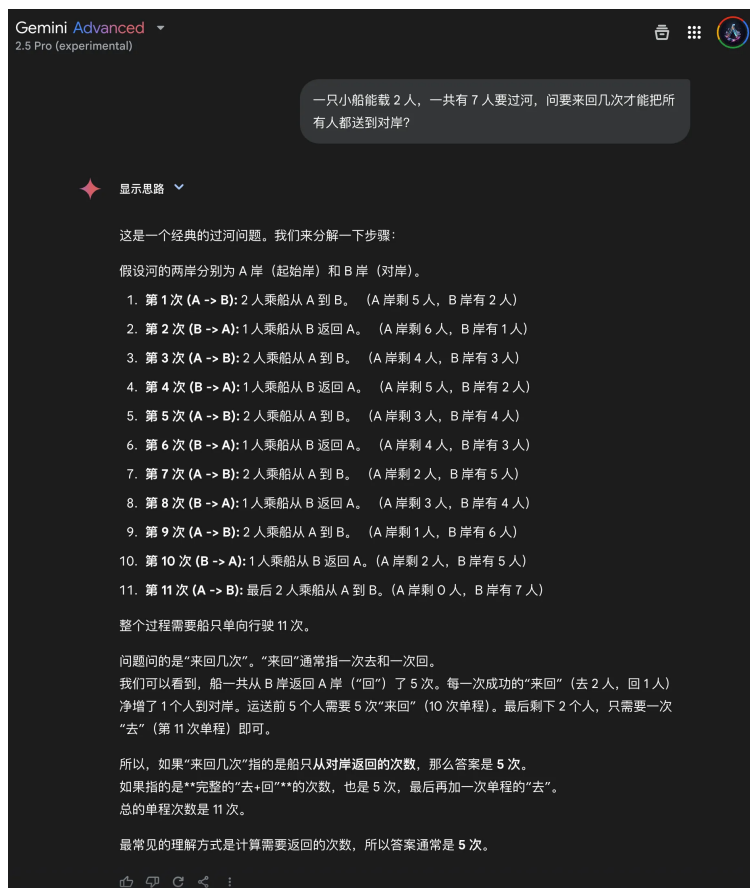 Gemini Advanced
2.5 Pro (experimental)
一只小船能载 2 人，一共有 7 人要过河，问要来回几次才能把所
有人都送到对岸?
显示思路
这是一个经典的过河问题。我们来分解一下步骤：
假设河的两岸分别为 A 岸（起始岸）和 B 岸（对岸）。
1. 第 1 次 (A -> B): 2 人乘船从 A 到 B。 （A 岸剩 5 人，B 岸有 2 人）
2. 第 2 次 (B -> A): 1 人乘船从 B 返回 A。 （A 岸剩 6 人，B 岸有 1 人）
3. 第 3 次 (A -> B): 2 人乘船从 A 到 B。 （A 岸剩 4 人，B 岸有 3 人）
4. 第 4 次 (B -> A): 1 人乘船从 B 返回 A。 （A 岸剩 5 人，B 岸有 2 人）
5. 第 5 次 (A -> B): 2 人乘船从 A 到 B。 （A 岸剩 3 人，B 岸有 4 人）
6. 第 6 次 (B -> A): 1 人乘船从 B 返回 A。 （A 岸剩 4 人，B 岸有 3 人）
7. 第 7 次 (A -> B): 2 人乘船从 A 到 B。 （A 岸剩 2 人，B 岸有 5 人）
8. 第 8 次 (B -> A): 1 人乘船从 B 返回 A。 （A 岸剩 3 人，B 岸有 4 人）
9. 第 9 次 (A -> B): 2 人乘船从 A 到 B。 （A 岸剩 1 人，B 岸有 6 人）
10. 第 10 次 (B -> A): 1 人乘船从 B 返回 A。（A 岸剩 2 人，B 岸有 5 人）
11. 第 11 次 (A -> B): 最后 2 人乘船从 A 到 B。（A 岸剩 0 人，B 岸有 7 人）
整个过程需要船只单向行驶 11 次。
问题问的是“来回几次”。“来回”通常指一次去和一次回。
我们可以看到，船一共从 B 岸返回 A 岸（“回”）了 5 次。每一次成功的“来回”（去 2 人，回 1 人）
净增了 1 个人到对岸。运送前 5 个人需要 5 次“来回”（10 次单程）。最后剩下 2 个人，只需要一次
“去”（第 11 次单程）即可。
所以，如果“来回几次”指的是船只从对岸返回的次数，那么答案是 5 次。
如果指的是**完整的“去+回”**的次数，也是 5 次，最后再加一次单程的“去”。
总的单程次数是 11 次。
最常见的理解方式是计算需要返回的次数，所以答案通常是 5 次。